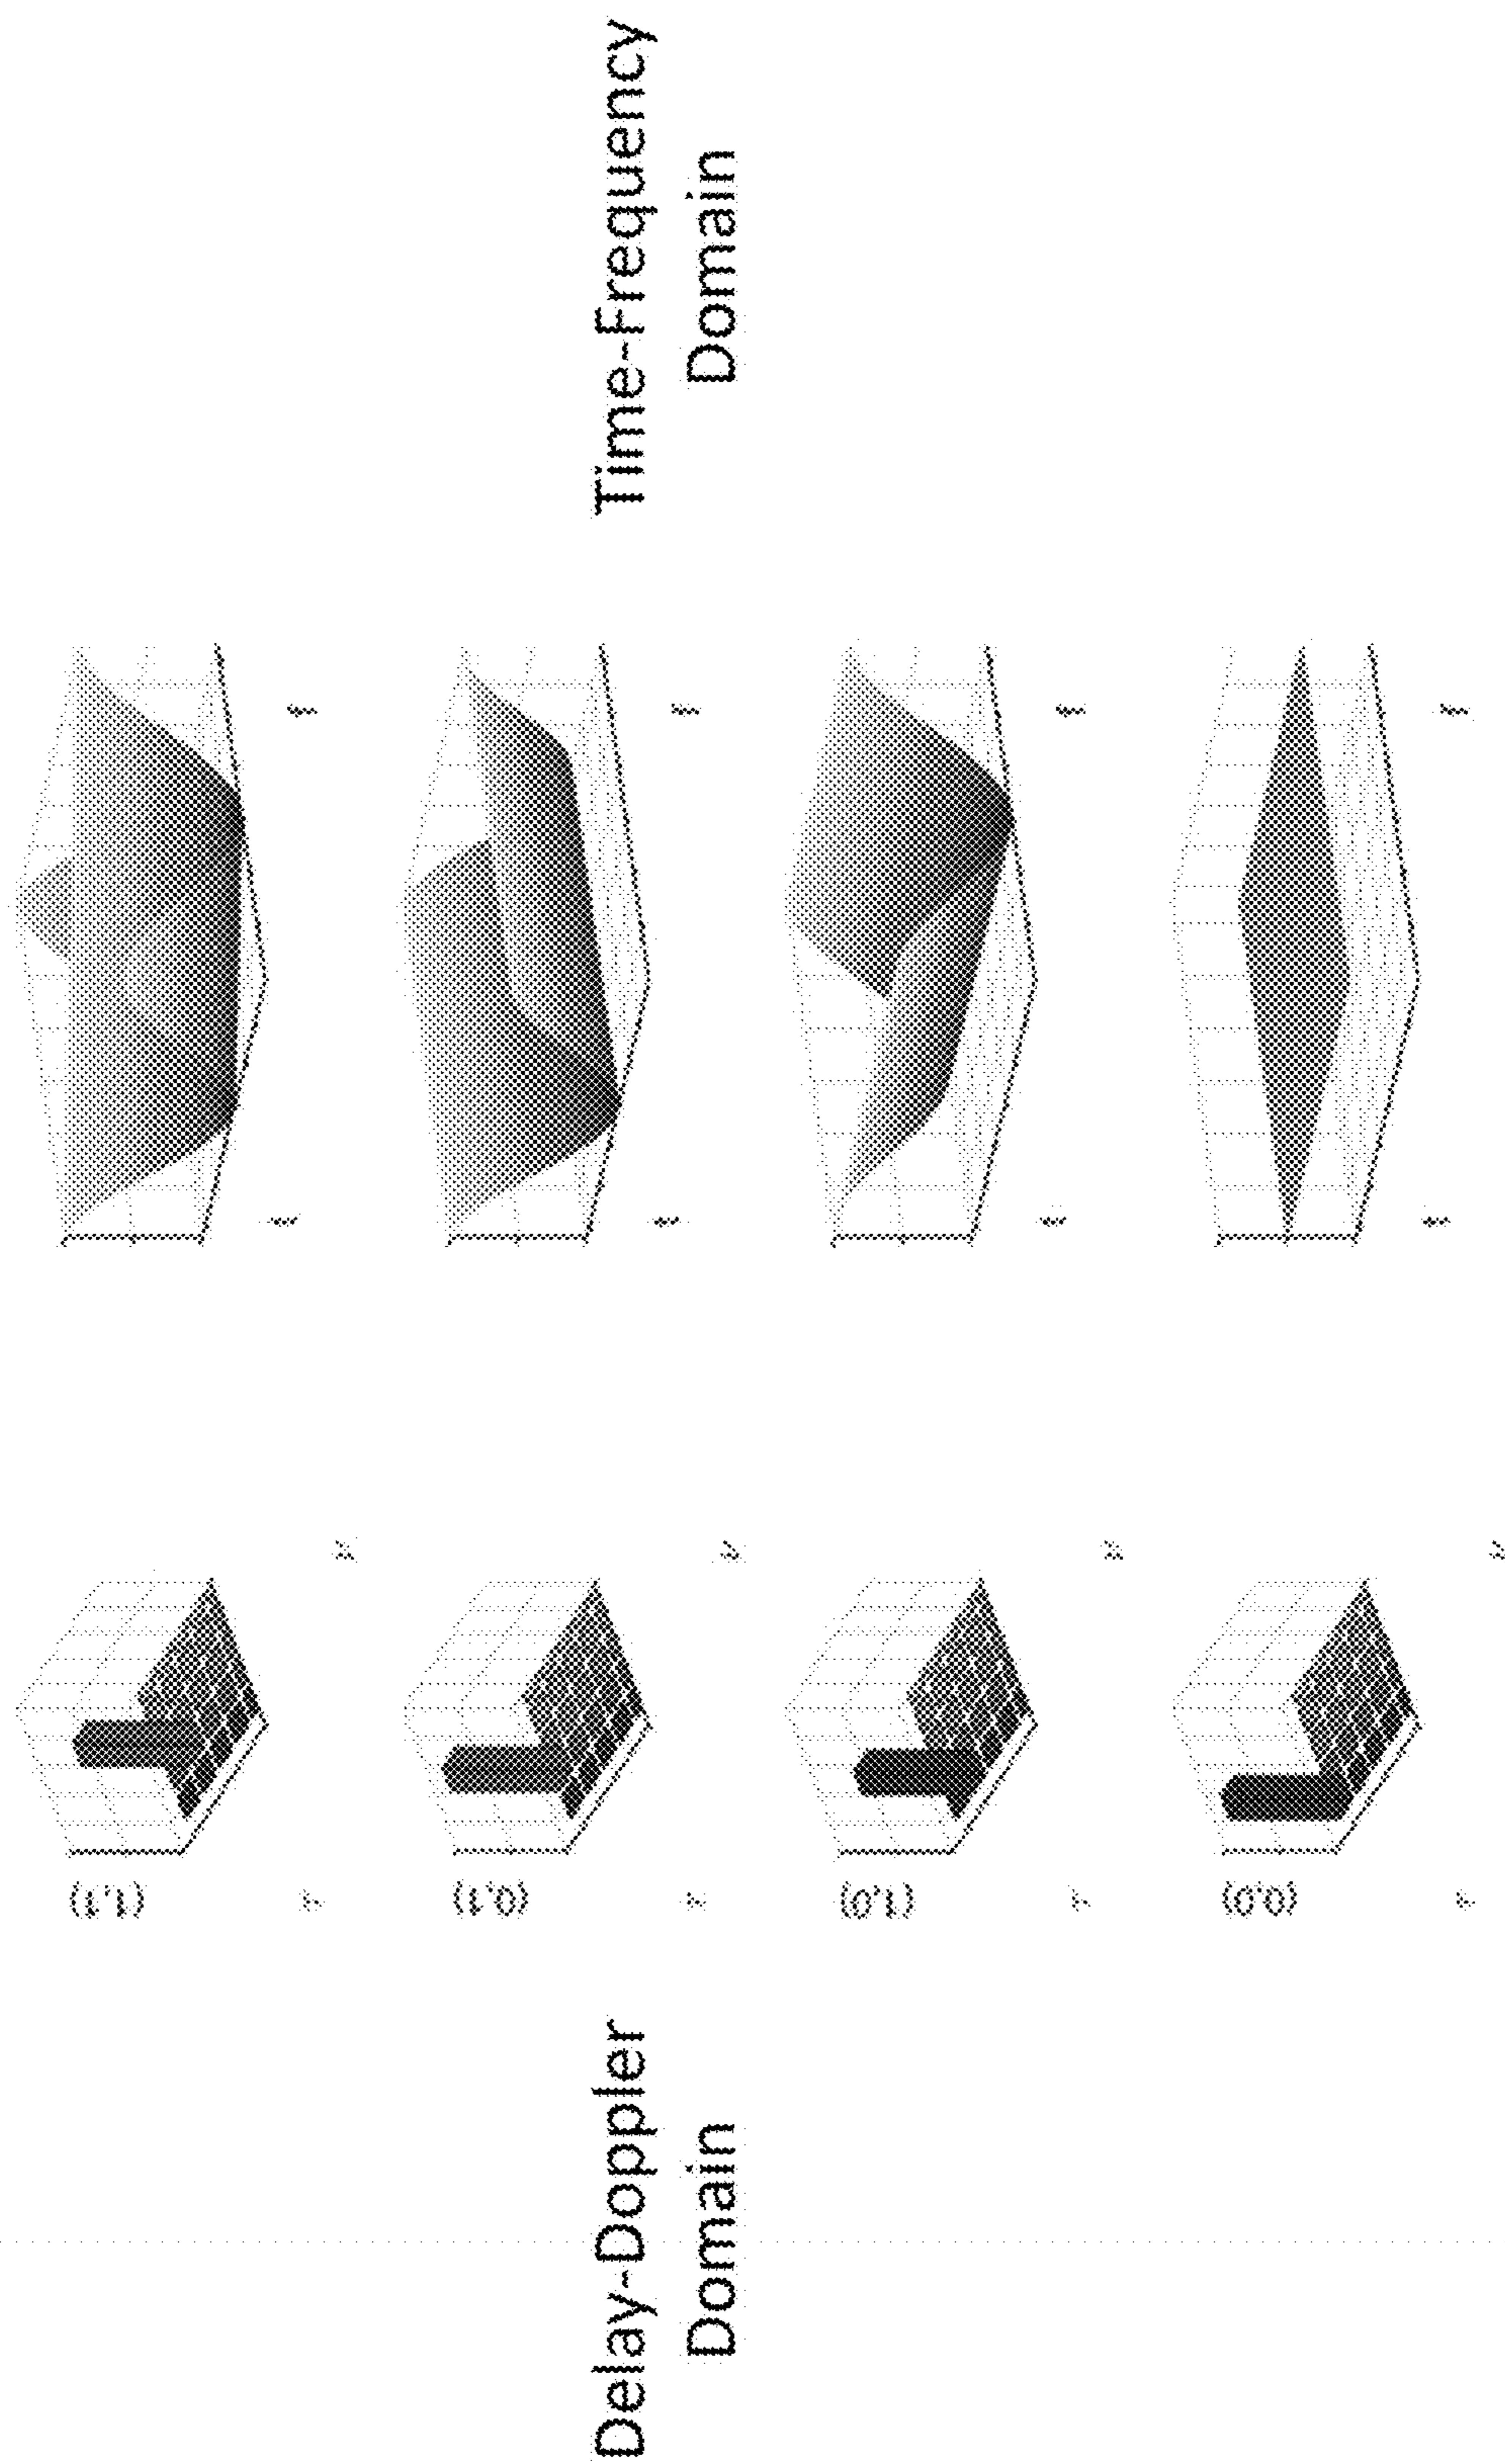 Delay-Doppler
Domain
Time-Frequency
Domain
(1,1)
(0,1)
(1,0)
(0,0)